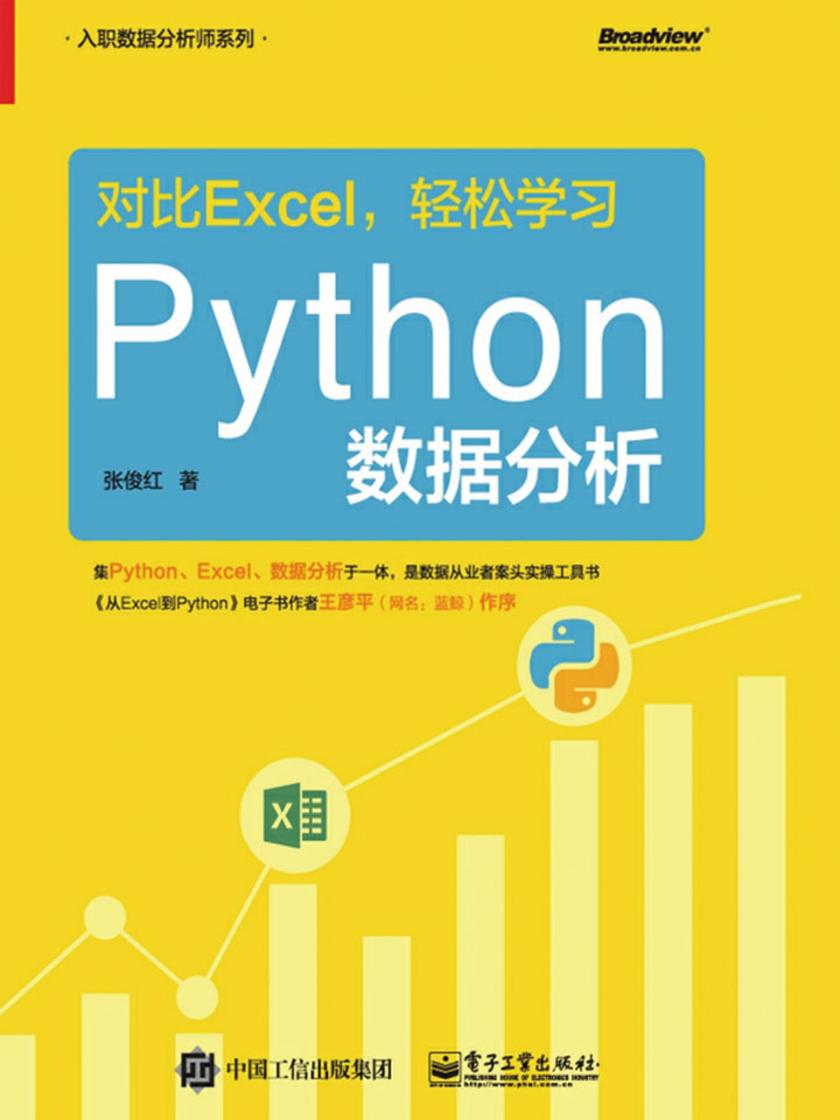 ·入职数据分析师系列·
Broadview®
www.broadview.com.cn
对比Excel，轻松学习
Python
数据分析
张俊红 著
集Python、Excel、数据分析于一体，是数据从业者案头实操工具书
《从Excel到Python》电子书作者王彦平（网名：蓝鲸）作序
X
中国工信出版集团
電子工業出版社·
PUBLISHING HOUSE OF ELECTRONICS INDUSTRY
http://www.phei.com.cn